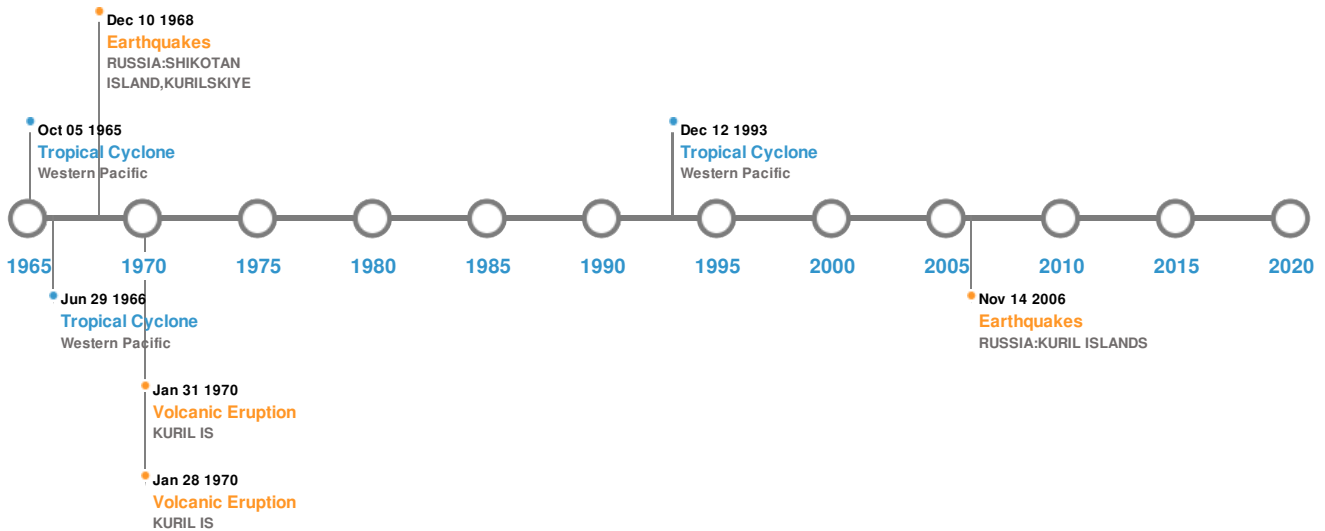 Dec 10 1968
Earthquakes
RUSSIA:SHIKOTAN
ISLAND,KURILSKIYE
Oct 05 1965
Tropical Cyclone
Western Pacific
Dec 12 1993
Tropical Cyclone
Western Pacific
1965 1970 1975 1980 1985 1990 1995 2000 2005 2010 2015 2020
Jun 29 1966
Tropical Cyclone
Western Pacific
Nov 14 2006
Earthquakes
RUSSIA:KURIL ISLANDS
Jan 31 1970
Volcanic Eruption
KURIL IS
Jan 28 1970
Volcanic Eruption
KURIL IS